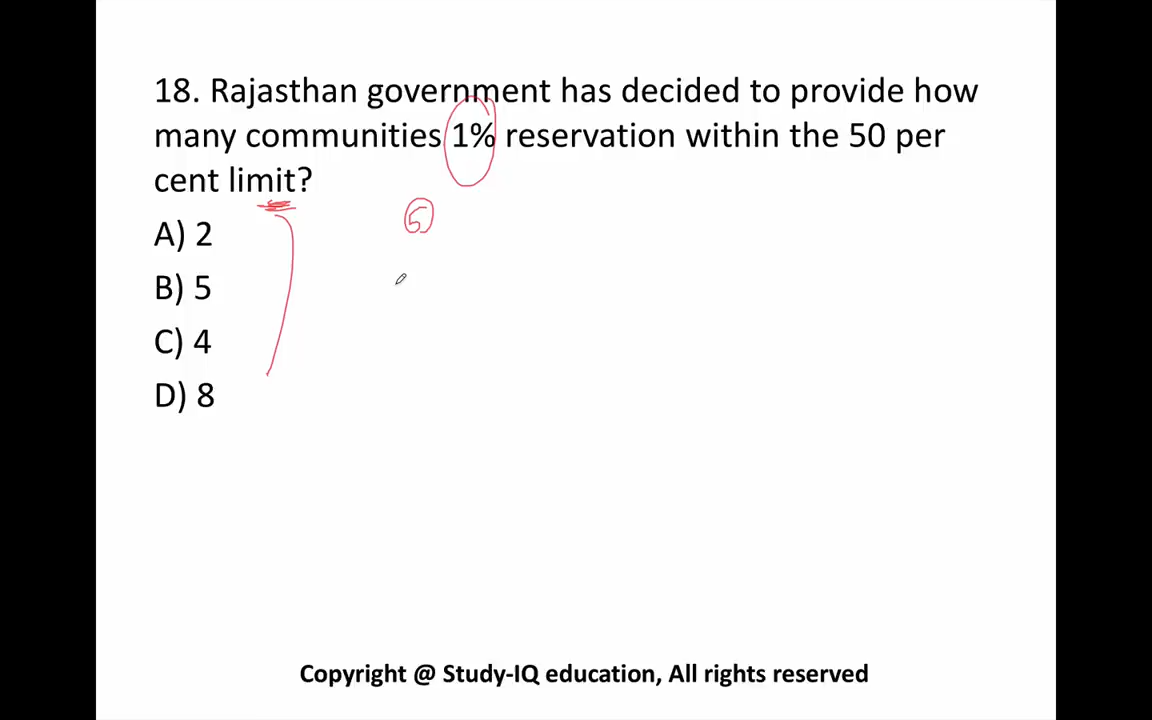 18. Rajasthan government has decided to provide how
many communities 1% reservation within the 50 per
cent limit?
5
A) 2
B) 5
C) 4
D) 8
Copyright @ Study-IQ education, All rights reserved